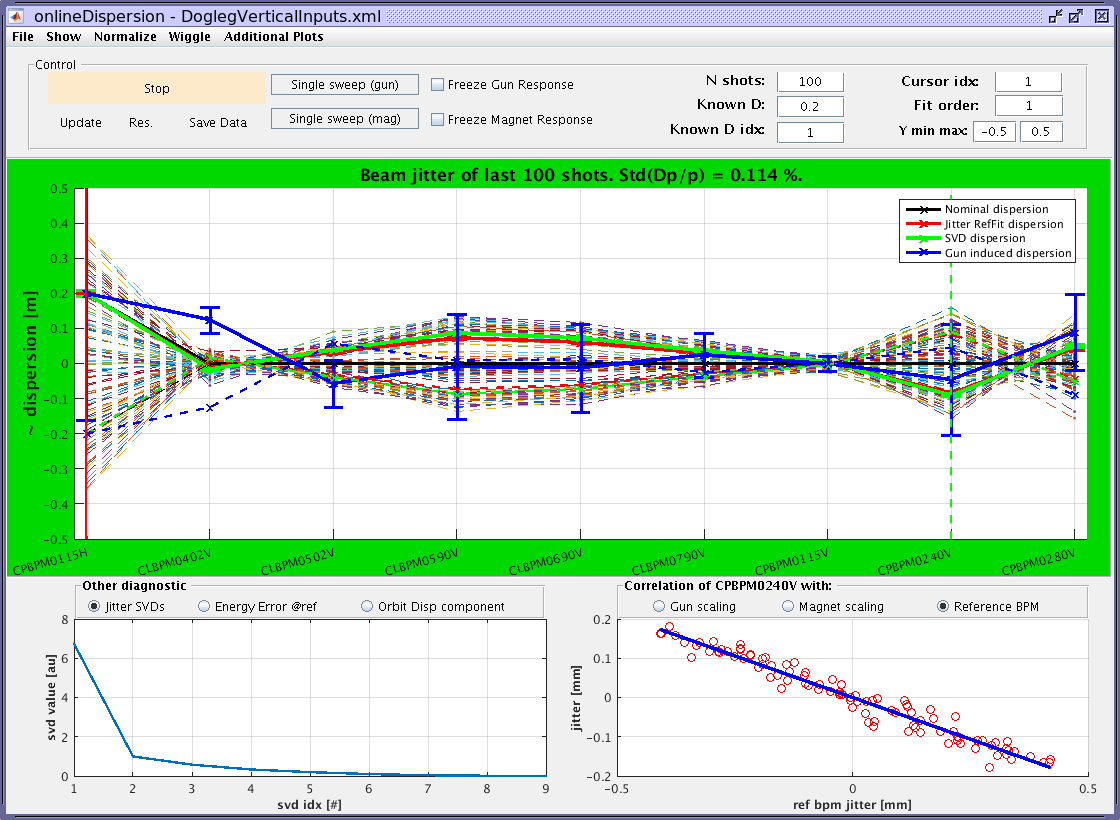 onlineDispersion - DoglegVerticalInputs.xml
File Show Normalize Wiggle Additional Plots
Control
Stop
Single sweep (gun)
Freeze Gun Response
Update Res. Save Data
Single sweep (mag)
Freeze Magnet Response
N shots: 100
Known D: 0.2
Known D idx: 1
Cursor idx: 1
Fit order: 1
Y min max: -0.5 0.5
Beam jitter of last 100 shots. Std(Dp/p) = 0.114 %.
~ dispersion [m]
0.5
0.4
0.3
0.2
0.1
0
-0.1
-0.2
-0.3
-0.4
-0.5
Nominal dispersion
Jitter RefFit dispersion
SVD dispersion
Gun induced dispersion
CPBPM0115H CLBPM0402V CLBPM0502V CLBPM0590V CLBPM0690V CLBPM0790V CPBPM0115V CPBPM0240V CPBPM0280V
Other diagnostic
Jitter SVDs Energy Error @ref Orbit Disp component
svd value [au]
8
6
4
2
0
1 2 3 4 5 6 7 8 9
svd idx [#]
Correlation of CPBPM0240V with:
Gun scaling Magnet scaling Reference BPM
jitter [mm]
0.2
0.1
0
-0.1
-0.2
-0.5 0 0.5
ref bpm jitter [mm]